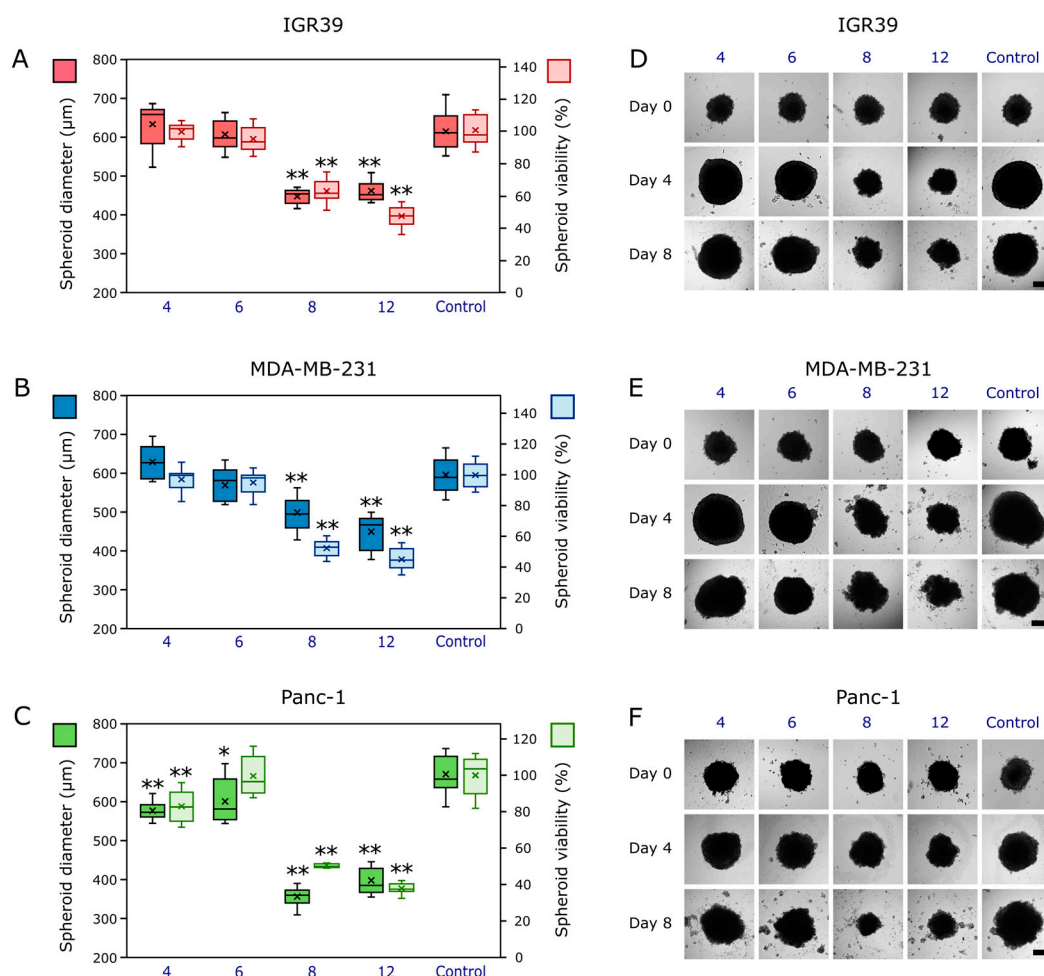 IGR39
A
Spheroid diameter (µm)
800
700
600
500
400
300
200
** ** **
**
Spheroid viability (%)
140
120
100
80
60
40
20
0
4 6 8 12 Control
MDA-MB-231
B
Spheroid diameter (µm)
800
700
600
500
400
300
200
** **
** **
Spheroid viability (%)
140
120
100
80
60
40
20
0
4 6 8 12 Control
Panc-1
C
Spheroid diameter (µm)
800
700
600
500
400
300
200
** ** *
** ** ** **
Spheroid viability (%)
120
100
80
60
40
20
0
4 6 8 12 Control
IGR39
D
4 6 8 12 Control
Day 0
Day 4
Day 8
MDA-MB-231
E
4 6 8 12 Control
Day 0
Day 4
Day 8
Panc-1
F
4 6 8 12 Control
Day 0
Day 4
Day 8